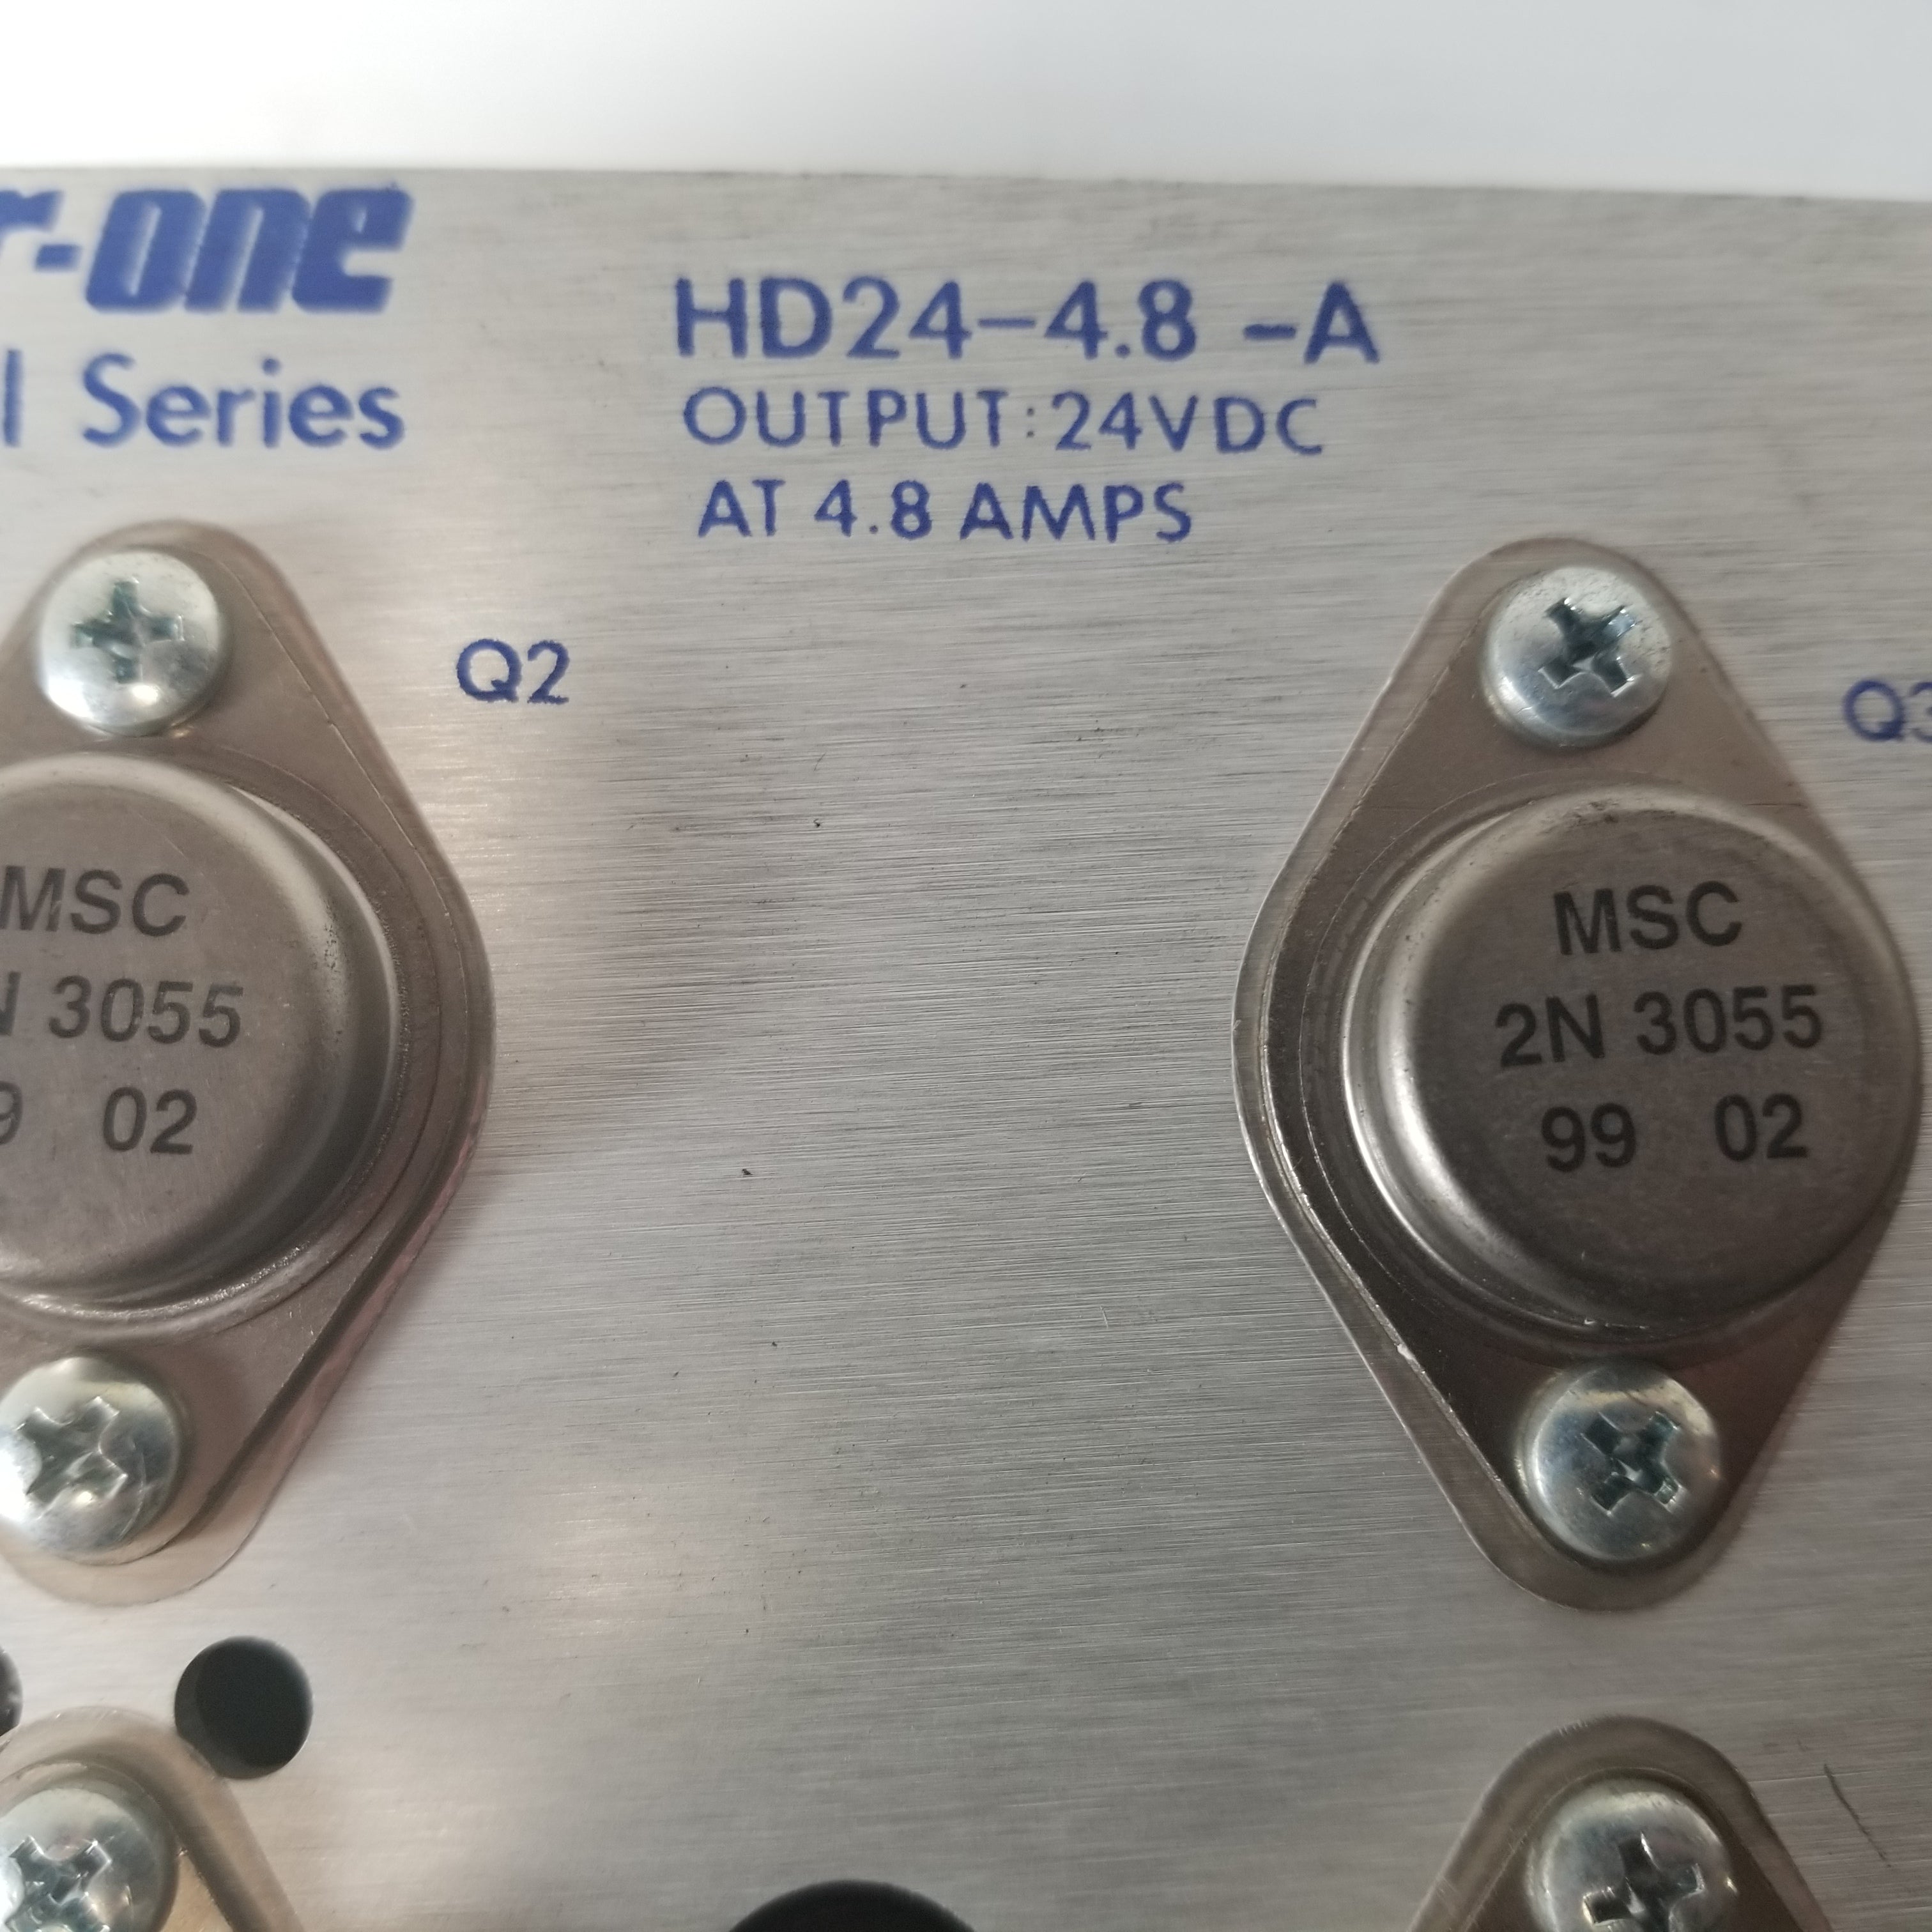 r-one
l Series
HD24-4.8 -A
OUTPUT:24VDC
AT 4.8 AMPS
Q2
Q3
MSC
N 3055
9 02
MSC
2N 3055
99 02